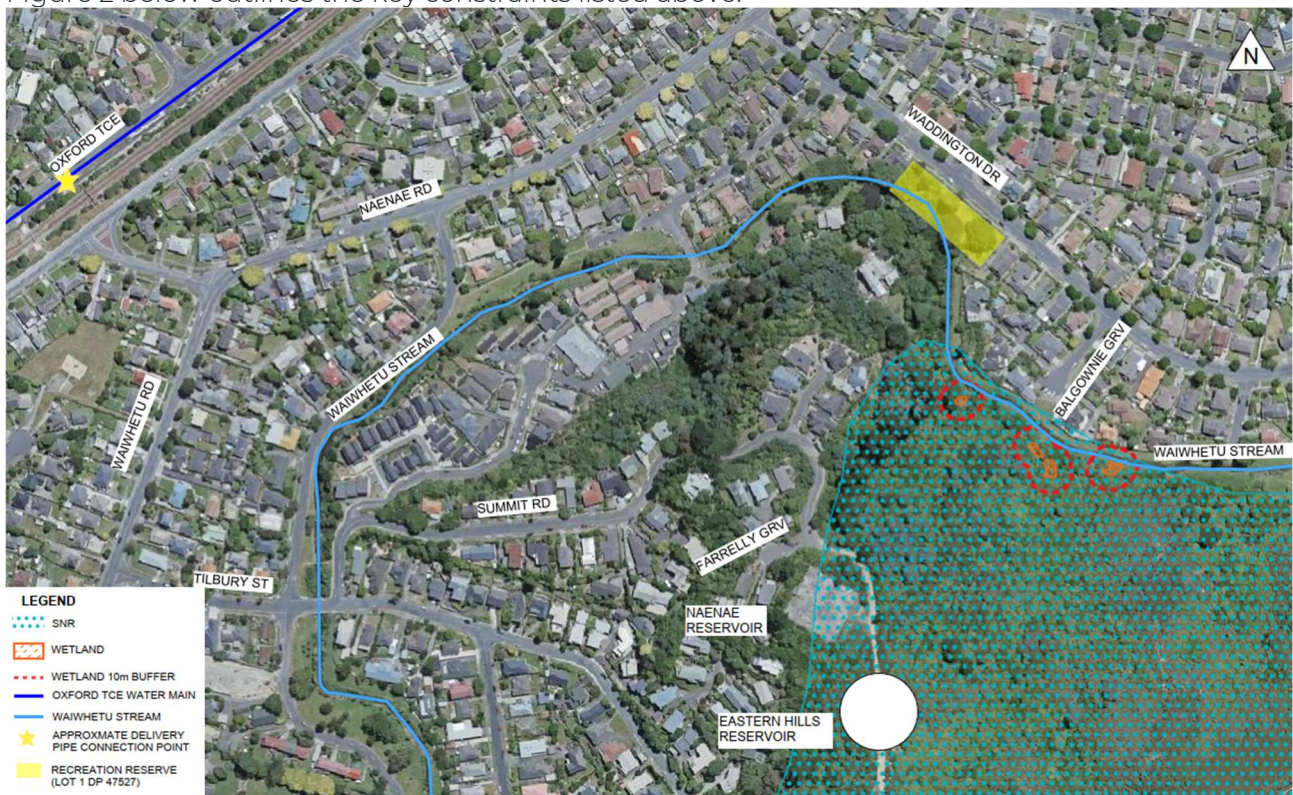 Figure 2 below outlines the key constraints listed above.
N
OXFORD TCE
WADDINGTON DR
NAENAE RD
BALGOWNIE GRV
WAIWHETU STREAM
WAIWHETU RD
WAIWHETU STREAM
SUMMIT RD
FARRELLY GRV
TILBURY ST
NAENAE
RESERVOIR
EASTERN HILLS
RESERVOIR
LEGEND
SNR
WETLAND
WETLAND 10m BUFFER
OXFORD TCE WATER MAIN
WAIWHETU STREAM
APPROXMATE DELIVERY
PIPE CONNECTION POINT
RECREATION RESERVE
(LOT 1 DP 47527)